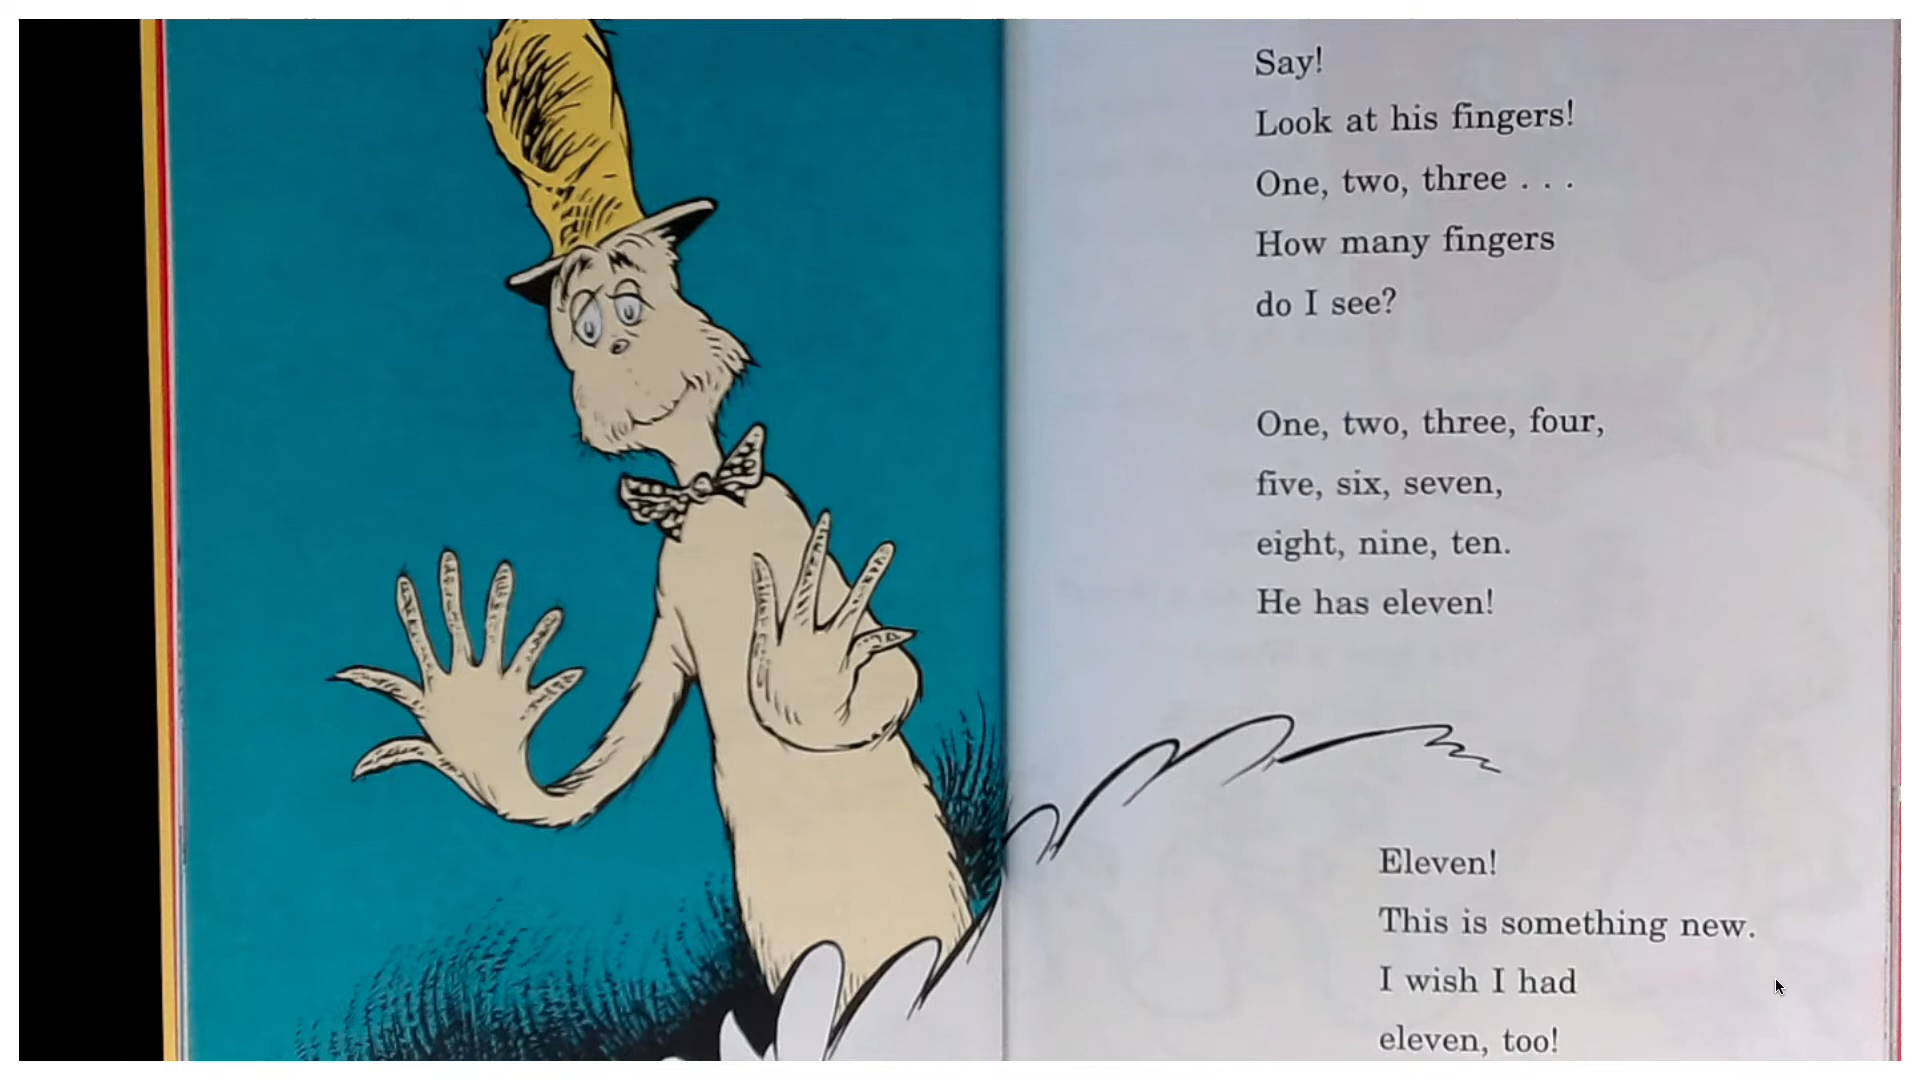 Say!
Look at his fingers!
One, two, three . . .
How many fingers
do I see?
One, two, three, four,
five, six, seven,
eight, nine, ten.
He has eleven!
Eleven!
This is something new.
I wish I had
eleven, too!